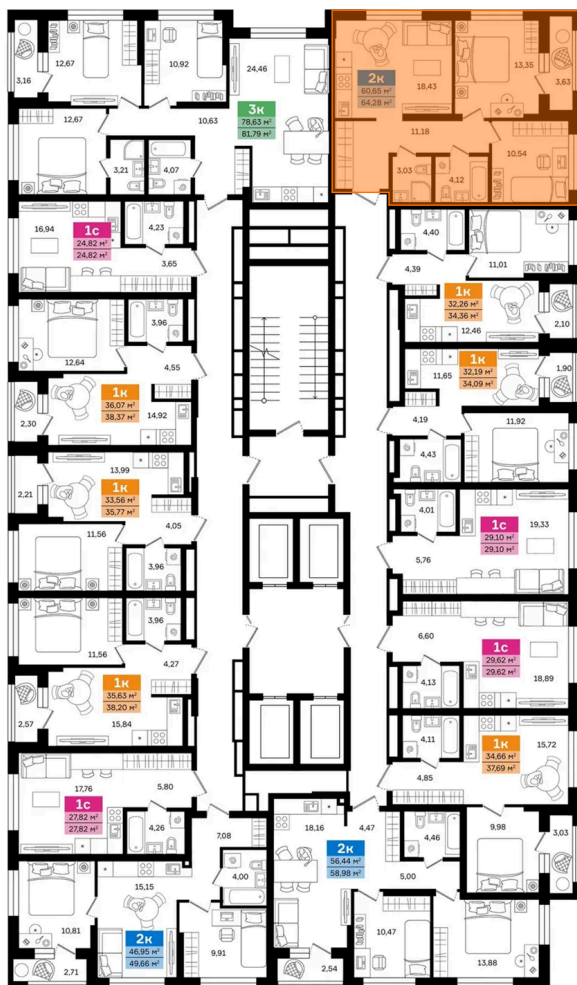 3,16
12,67
10,92
24,46
3к
78,63 м²
81,79 м²
12,67
10,63
3,21
4,07
2к
60,65 м²
64,28 м²
18,43
13,35
3,63
11,18
3,03
4,12
10,54
16,94
1с
24,82 м²
24,82 м²
4,23
3,65
4,40
11,01
4,39
1к
32,26 м²
34,36 м²
12,46
2,10
12,64
3,96
4,55
1к
36,07 м²
38,37 м²
14,92
2,30
11,65
1к
32,19 м²
34,09 м²
1,90
4,19
11,92
4,43
13,99
2,21
1к
33,56 м²
35,77 м²
4,05
11,56
3,96
4,01
1с
29,10 м²
29,10 м²
19,33
5,76
3,96
11,56
4,27
1к
35,63 м²
38,20 м²
2,57
15,84
6,60
1с
29,62 м²
29,62 м²
4,13
18,89
4,11
1к
34,66 м²
37,69 м²
15,72
4,85
17,76
5,80
1с
27,82 м²
27,82 м²
4,26
7,08
18,16
4,47
2к
56,44 м²
58,98 м²
4,46
9,98
3,03
5,00
15,15
4,00
10,81
2к
46,95 м²
49,66 м²
9,91
2,71
2,54
10,47
13,88